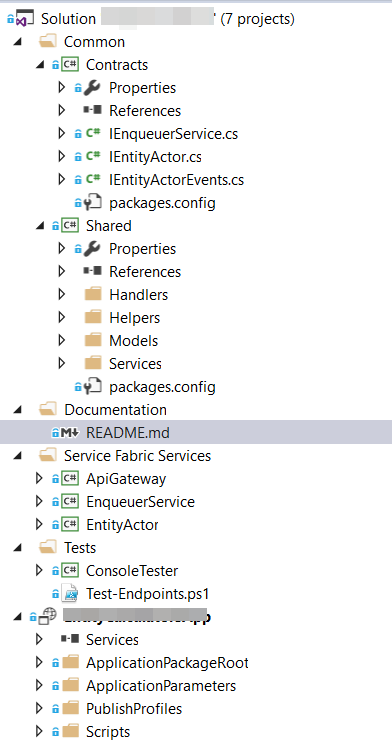 Solution ' (7 projects)
Common
C# Contracts
Properties
References
C# IEnqueuerService.cs
C# IEntityActor.cs
C# IEntityActorEvents.cs
packages.config
C# Shared
Properties
References
Handlers
Helpers
Models
Services
packages.config
Documentation
M README.md
Service Fabric Services
C# ApiGateway
C# EnqueuerService
C# EntityActor
Tests
C# ConsoleTester
Test-Endpoints.ps1
Services
ApplicationPackageRoot
ApplicationParameters
PublishProfiles
Scripts